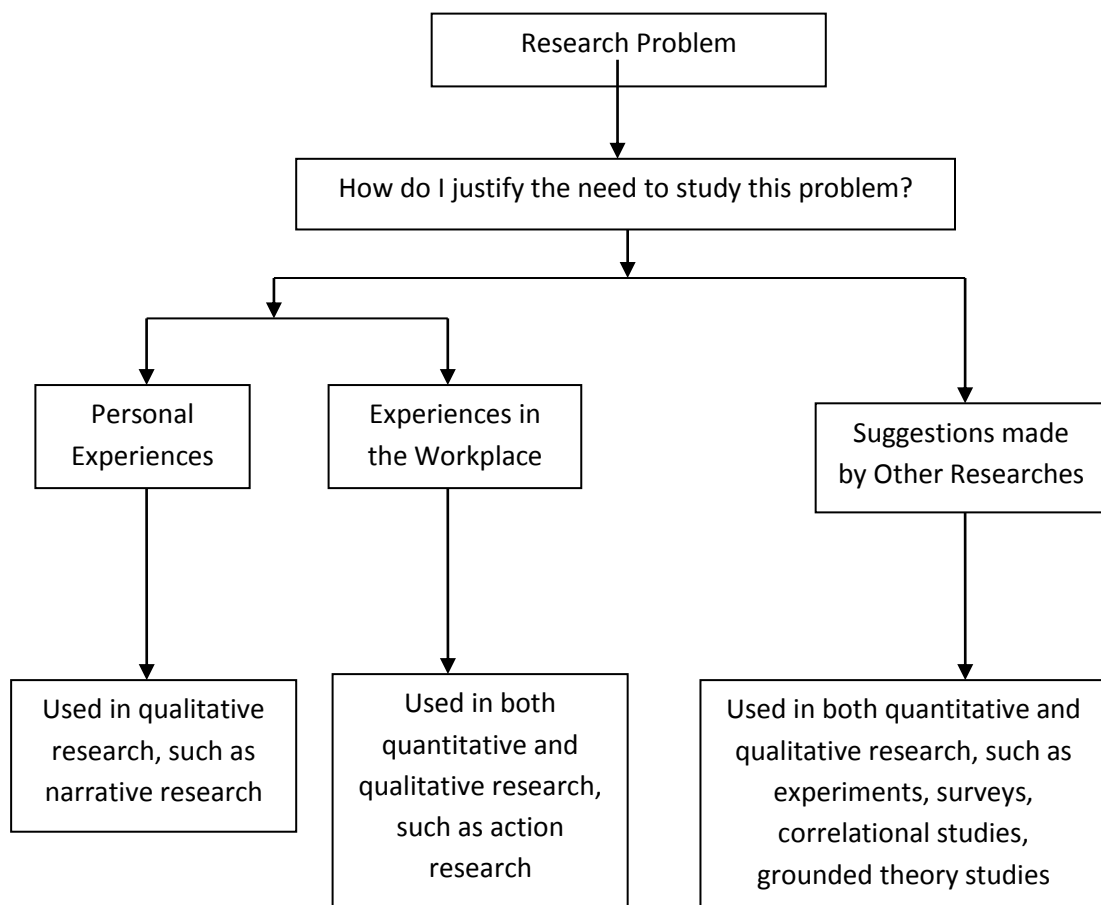 Research Problem
How do I justify the need to study this problem?
Personal
Experiences
Experiences in
the Workplace
Suggestions made
by Other Researches
Used in qualitative
research, such as
narrative research
Used in both
quantitative and
qualitative research,
such as action
research
Used in both quantitative and
qualitative research, such as
experiments, surveys,
correlational studies,
grounded theory studies